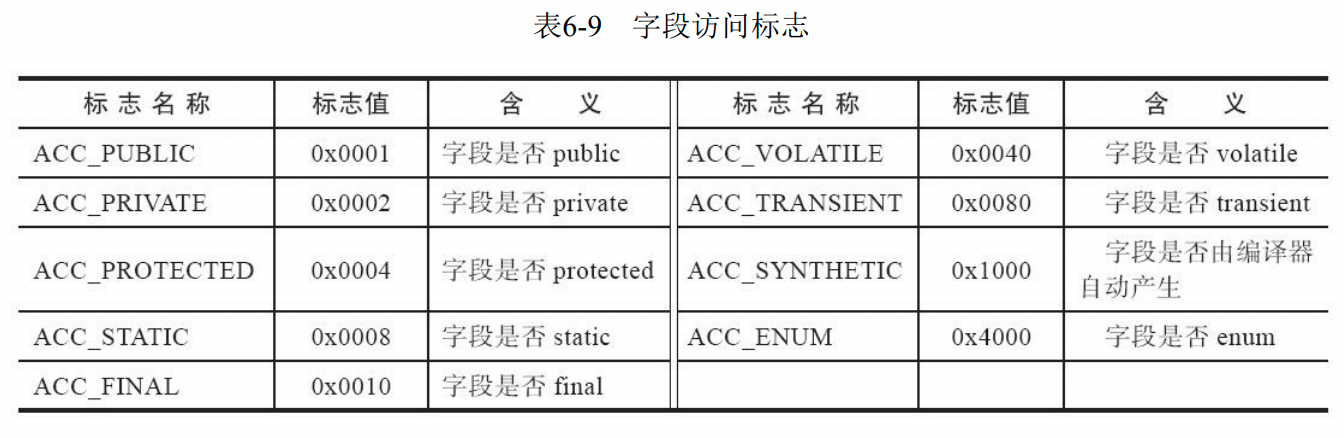 表6-9 字段访问标志
标志名称 标志值 含 义 标志名称 标志值 含 义
ACC_PUBLIC 0x0001 字段是否 public ACC_VOLATILE 0x0040 字段是否 volatile
ACC_PRIVATE 0x0002 字段是否 private ACC_TRANSIENT 0x0080 字段是否 transient
ACC_PROTECTED 0x0004 字段是否 protected ACC_SYNTHETIC 0x1000 字段是否由编译器
自动产生
ACC_STATIC 0x0008 字段是否 static ACC_ENUM 0x4000 字段是否 enum
ACC_FINAL 0x0010 字段是否 final